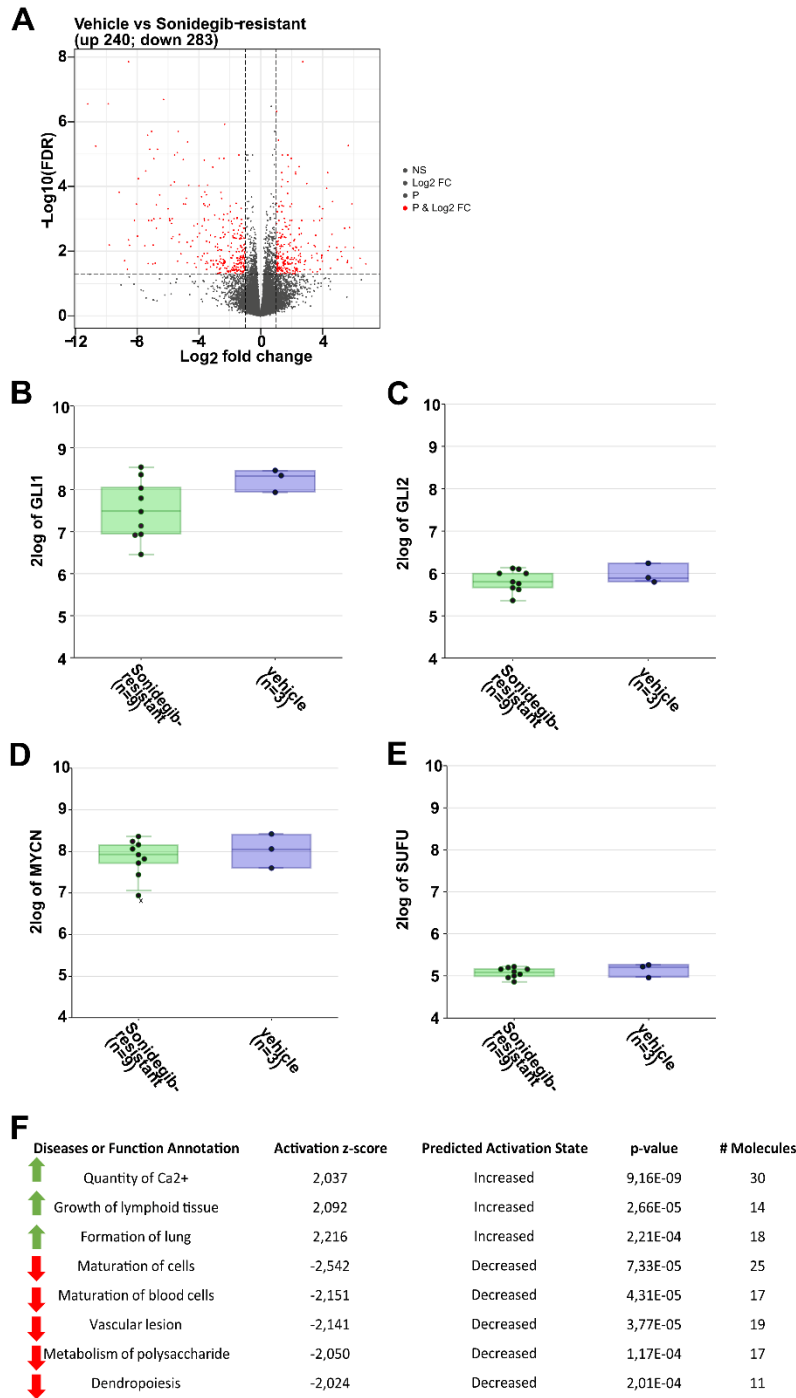 A
Vehicle vs Sonidegib-resistant
(up 240; down 283)
-Log10(FDR)
8
6
4
2
0
-12
-8
-4
0
4
Log2 fold change
NS
Log2 FC
P
P & Log2 FC
B
2log of GLI1
10
9
8
7
6
5
4
Sonidegib-
resistant
(n=9)
vehicle
(n=3)
C
2log of GLI2
10
9
8
7
6
5
4
Sonidegib-
resistant
(n=9)
vehicle
(n=3)
D
2log of MYCN
10
9
8
7
6
5
4
x
Sonidegib-
resistant
(n=9)
vehicle
(n=3)
E
2log of SUFU
10
9
8
7
6
5
4
Sonidegib-
resistant
(n=9)
vehicle
(n=3)
F
Diseases or Function Annotation Activation z-score Predicted Activation State p-value # Molecules
Quantity of Ca2+ 2,037 Increased 9,16E-09 30
Growth of lymphoid tissue 2,092 Increased 2,66E-05 14
Formation of lung 2,216 Increased 2,21E-04 18
Maturation of cells -2,542 Decreased 7,33E-05 25
Maturation of blood cells -2,151 Decreased 4,31E-05 17
Vascular lesion -2,141 Decreased 3,77E-05 19
Metabolism of polysaccharide -2,050 Decreased 1,17E-04 17
Dendropoiesis -2,024 Decreased 2,01E-04 11